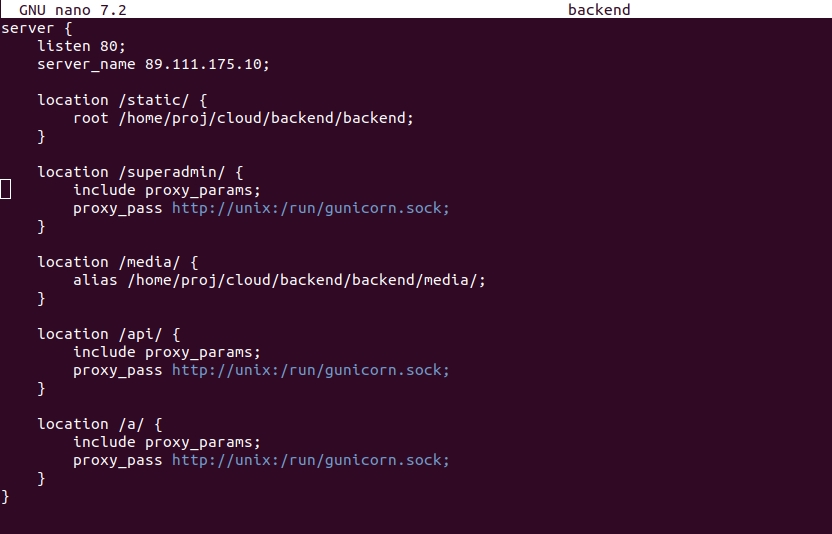 GNU nano 7.2 backend
server {
    listen 80;
    server_name 89.111.175.10;
    location /static/ {
        root /home/proj/cloud/backend/backend;
    }
    location /superadmin/ {
        include proxy_params;
        proxy_pass http://unix:/run/gunicorn.sock;
    }
    location /media/ {
        alias /home/proj/cloud/backend/backend/media/;
    }
    location /api/ {
        include proxy_params;
        proxy_pass http://unix:/run/gunicorn.sock;
    }
    location /a/ {
        include proxy_params;
        proxy_pass http://unix:/run/gunicorn.sock;
    }
}